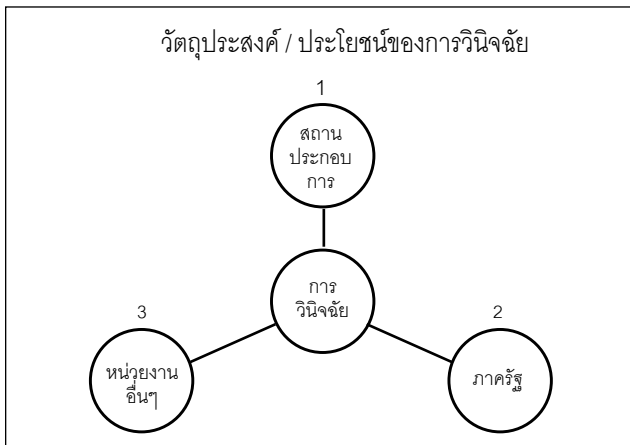 วัตถุประสงค์ / ประโยชน์ของการวินิจฉัย
1
สถาน
ประกอบ
การ
การ
วินิจฉัย
3
หน่วยงาน
อื่นๆ
2
ภาครัฐ